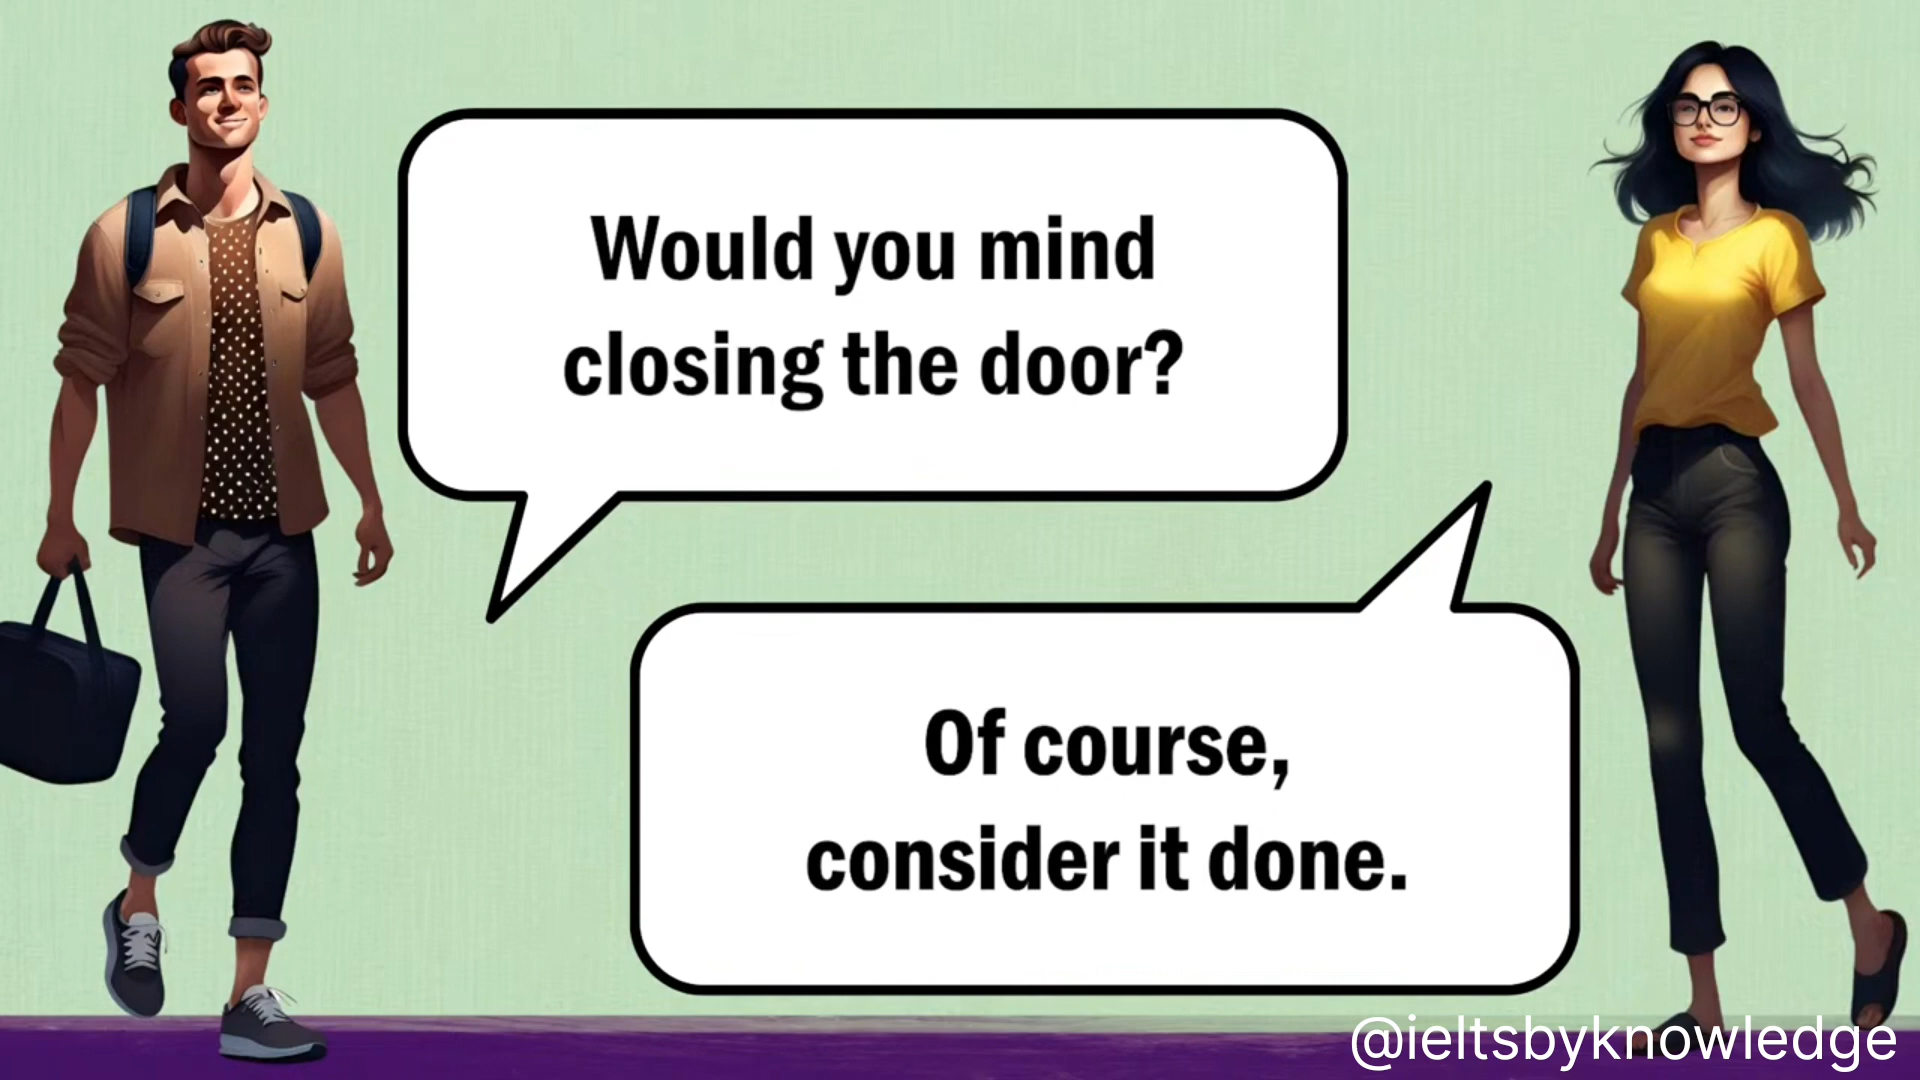 Would you mind
closing the door?
Of course,
consider it done.
@ieltsbyknowledge